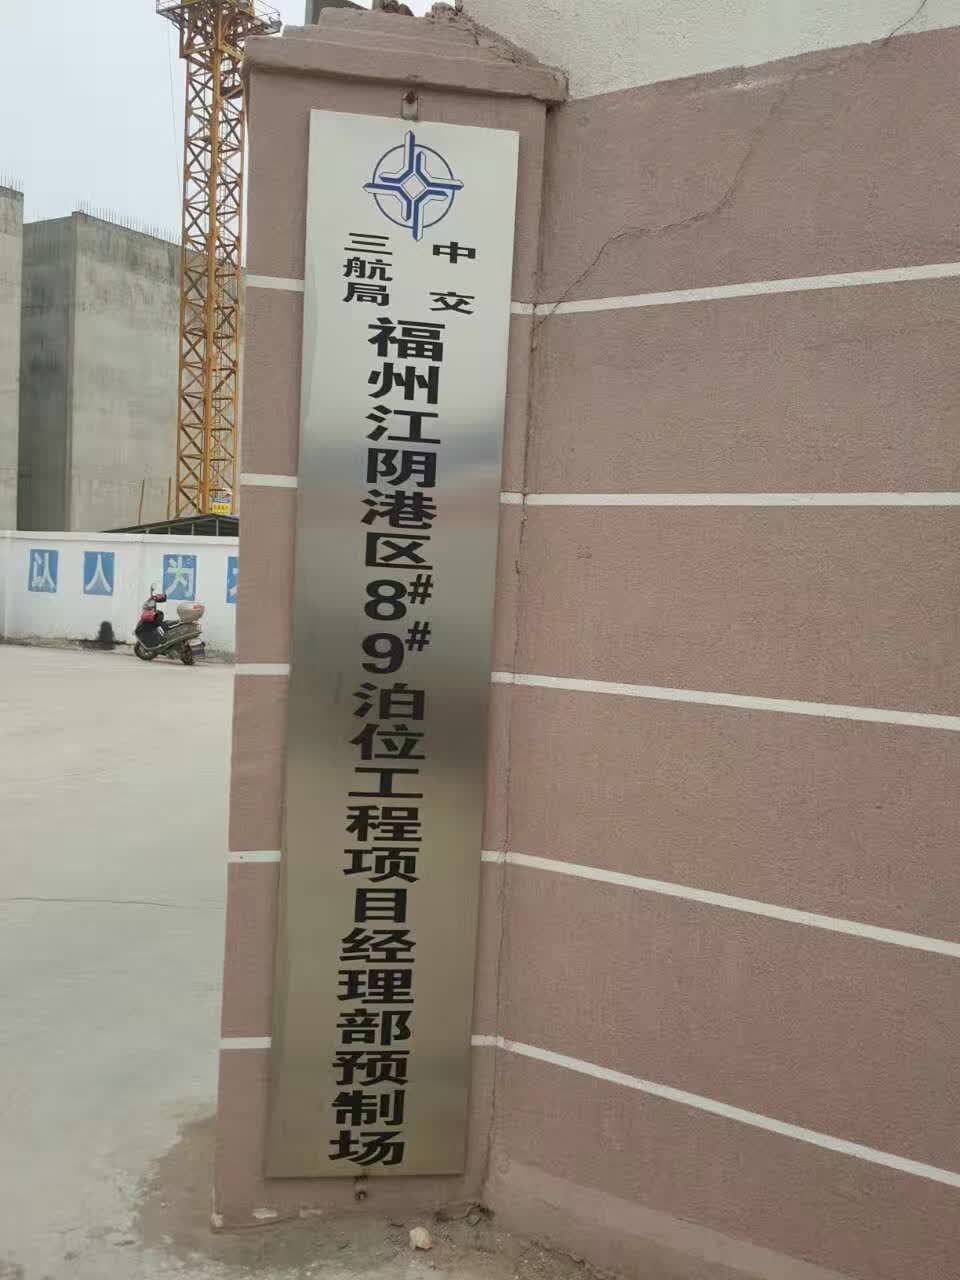 中交
三航局
福州江阴港区8#9#泊位工程项目经理部预制场
以人为